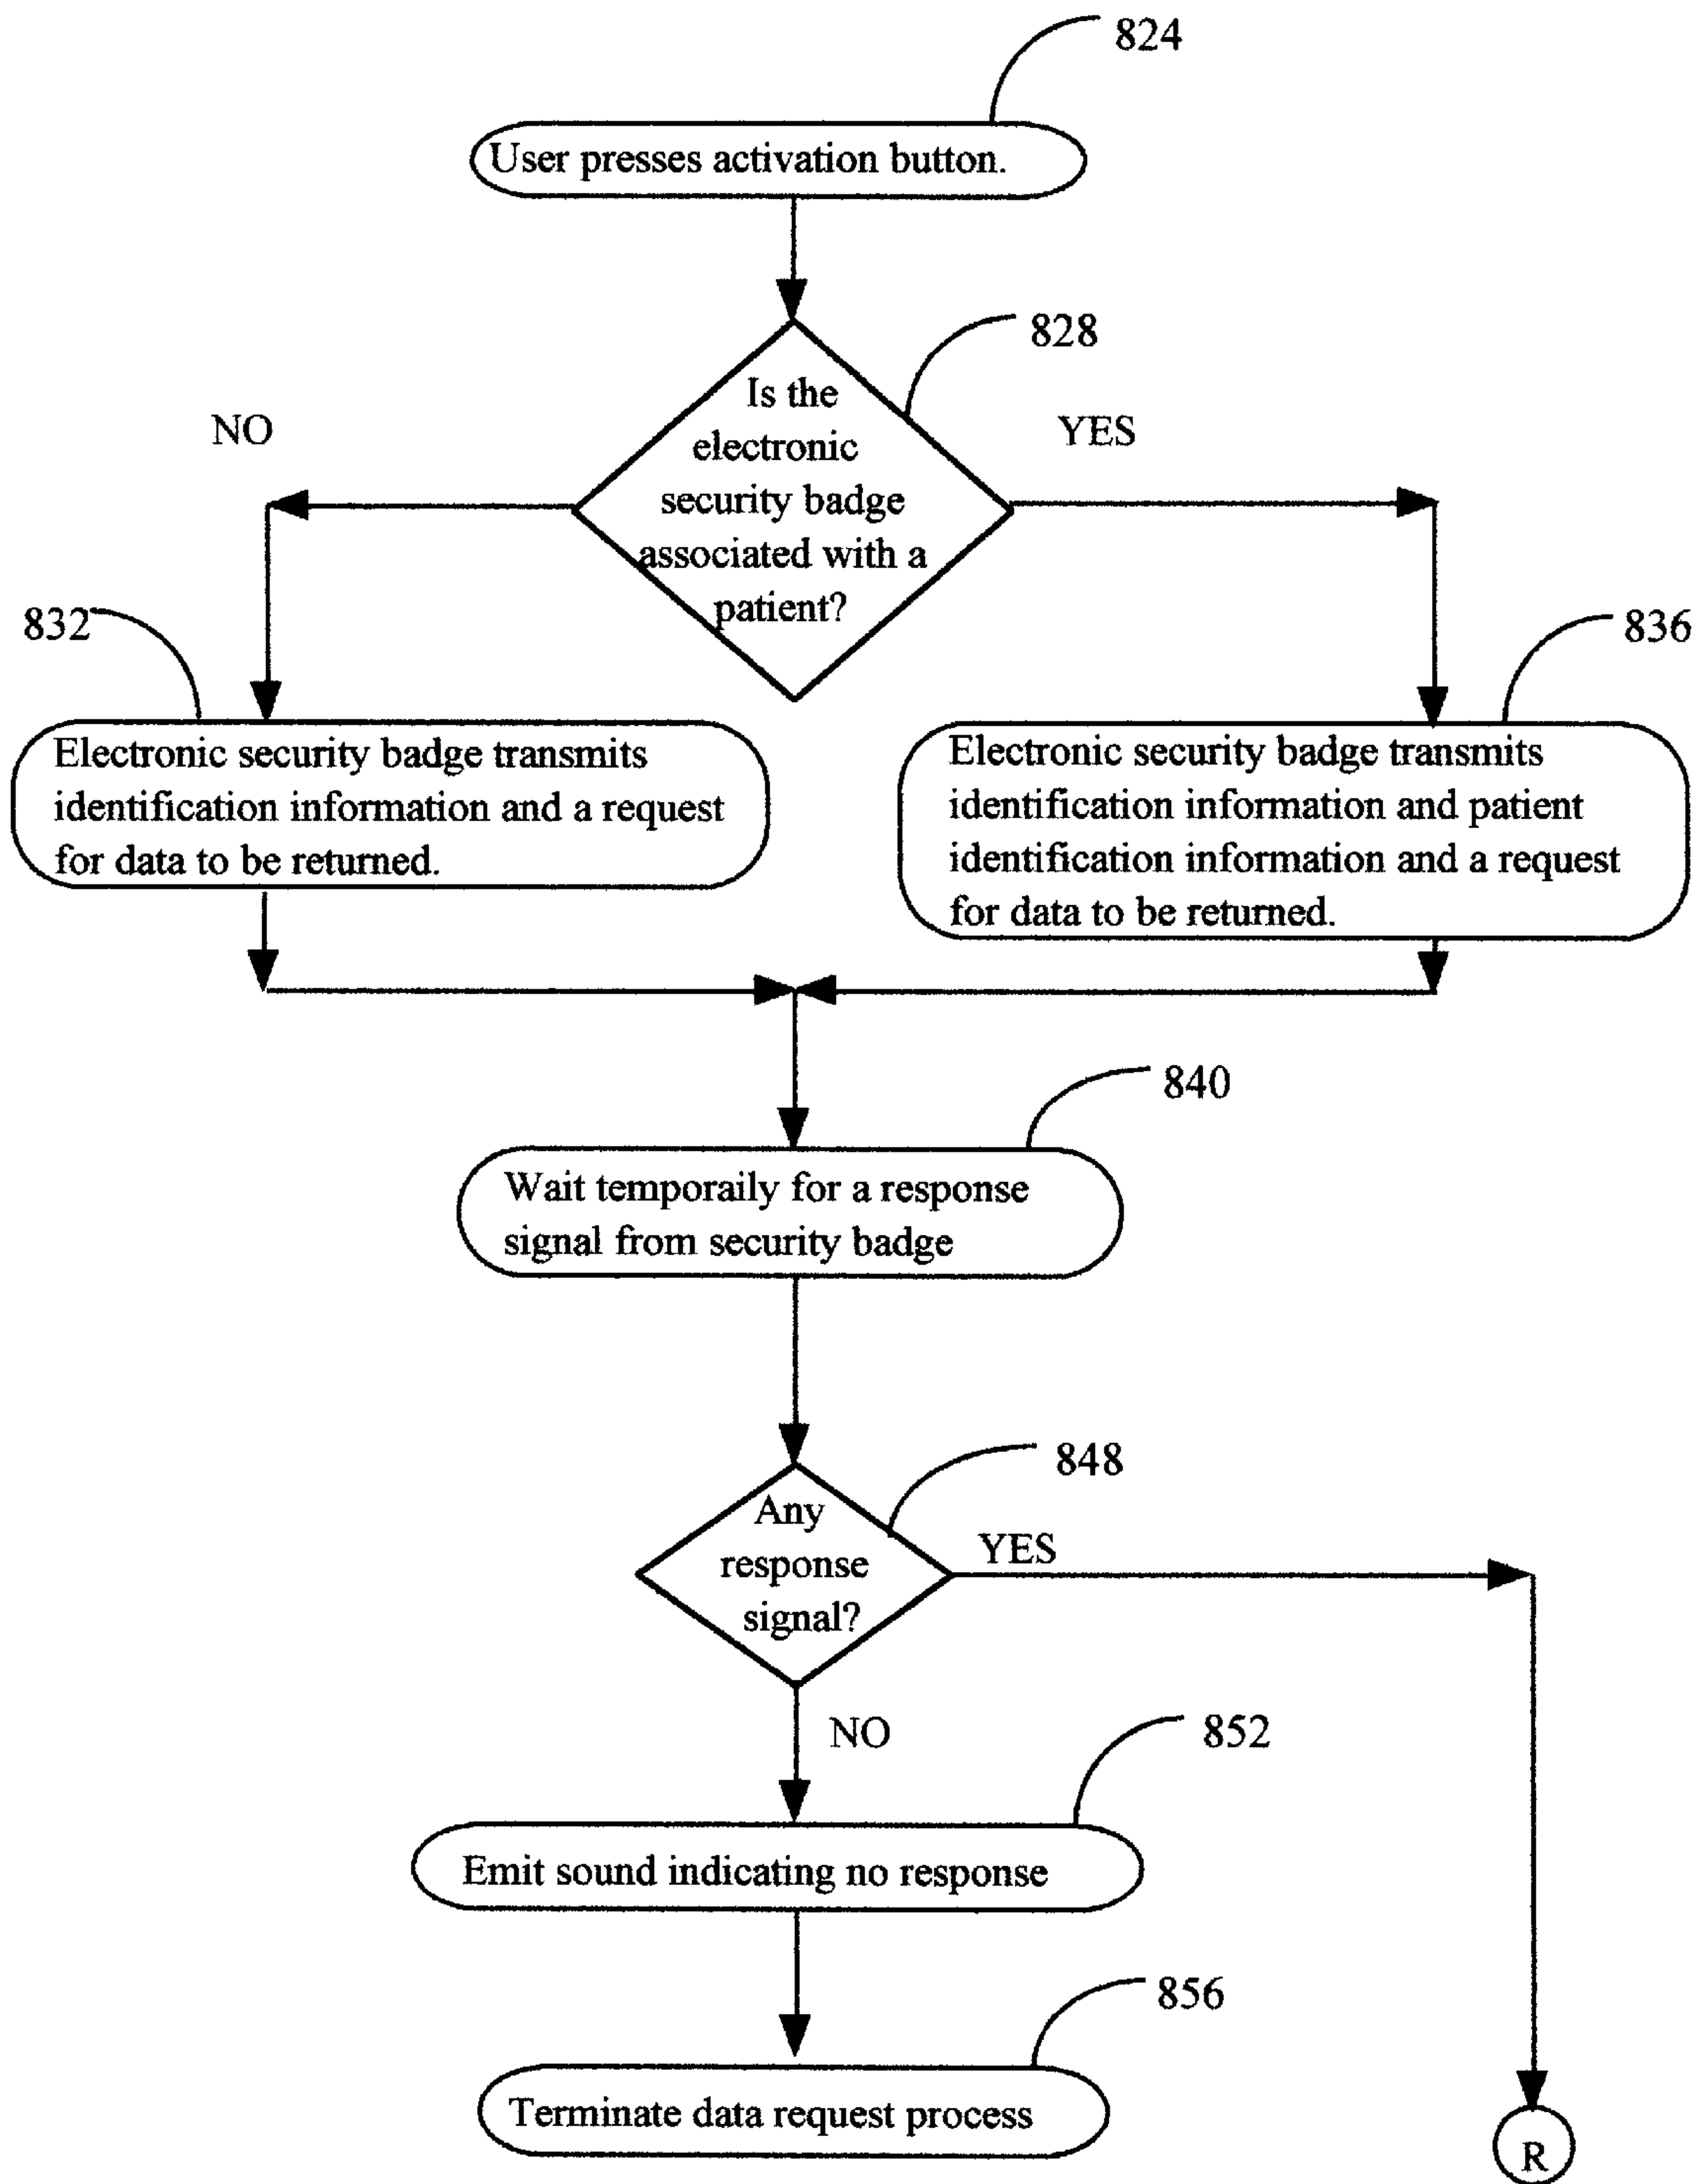 824
User presses activation button.
828
Is the
electronic
security badge
associated with a
patient?
NO
YES
832
836
Electronic security badge transmits
identification information and a request
for data to be returned.
Electronic security badge transmits
identification information and patient
identification information and a request
for data to be returned.
840
Wait temporaily for a response
signal from security badge
848
Any
response
signal?
YES
NO
852
Emit sound indicating no response
856
Terminate data request process
R